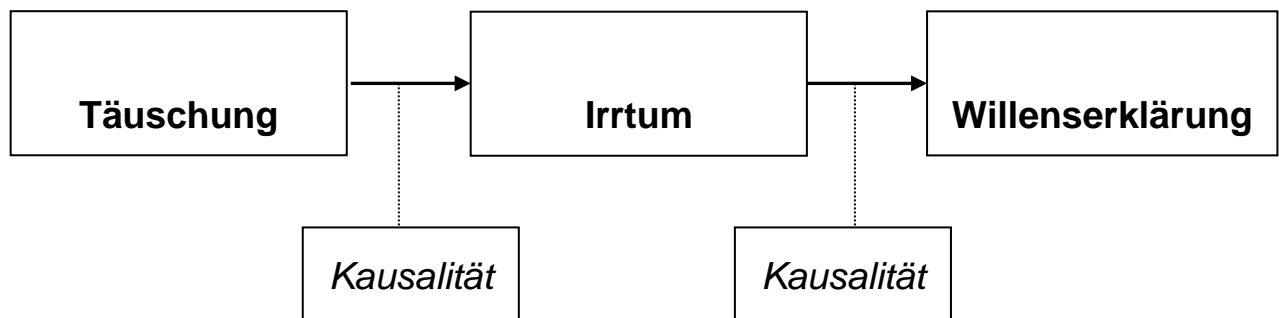 Täuschung
Irrtum
Willenserklärung
Kausalität
Kausalität